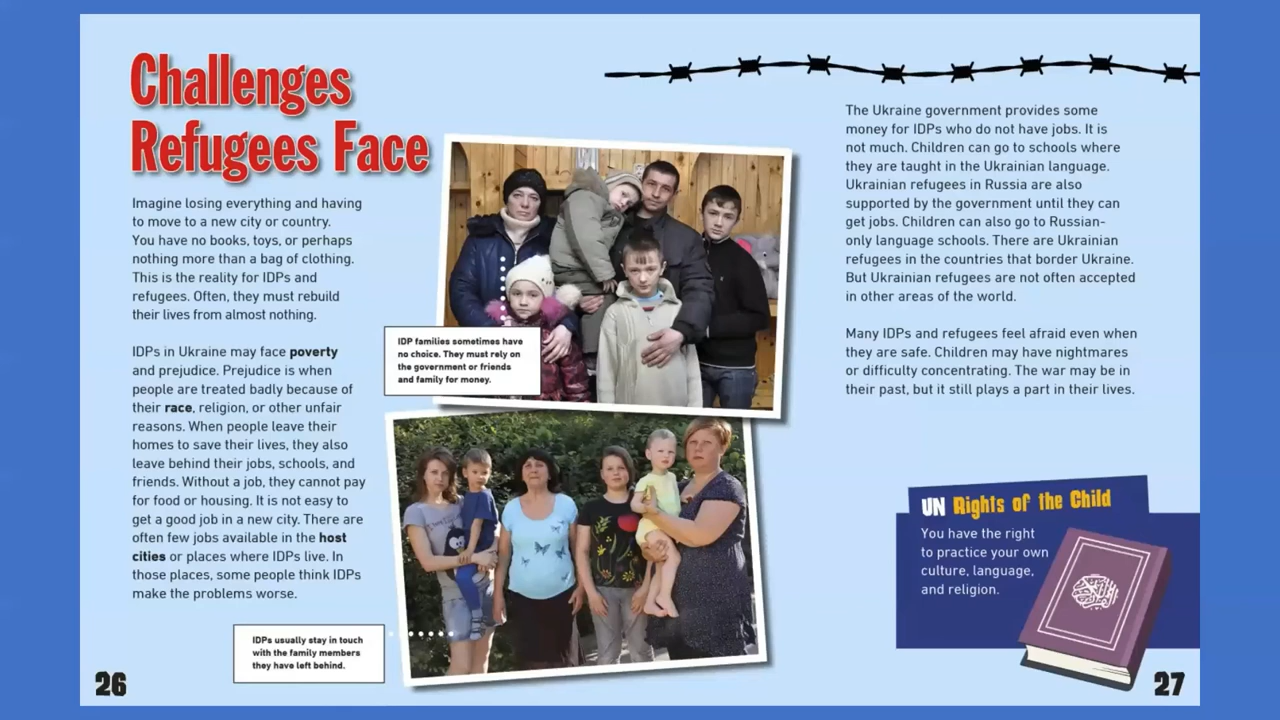 Challenges
Refugees Face
Imagine losing everything and having
to move to a new city or country.
You have no books, toys, or perhaps
nothing more than a bag of clothing.
This is the reality for IDPs and
refugees. Often, they must rebuild
their lives from almost nothing.
IDPs in Ukraine may face poverty
and prejudice. Prejudice is when
people are treated badly because of
their race, religion, or other unfair
reasons. When people leave their
homes to save their lives, they also
leave behind their jobs, schools, and
friends. Without a job, they cannot pay
for food or housing. It is not easy to
get a good job in a new city. There are
often few jobs available in the host
cities or places where IDPs live. In
those places, some people think IDPs
make the problems worse.
IDP families sometimes have
no choice. They must rely on
the government or friends
and family for money.
IDPs usually stay in touch
with the family members
they have left behind.
26
The Ukraine government provides some
money for IDPs who do not have jobs. It is
not much. Children can go to schools where
they are taught in the Ukrainian language.
Ukrainian refugees in Russia are also
supported by the government until they can
get jobs. Children can also go to Russian-
only language schools. There are Ukrainian
refugees in the countries that border Ukraine.
But Ukrainian refugees are not often accepted
in other areas of the world.
Many IDPs and refugees feel afraid even when
they are safe. Children may have nightmares
or difficulty concentrating. The war may be in
their past, but it still plays a part in their lives.
UN Rights of the Child
You have the right
to practice your own
culture, language,
and religion.
27